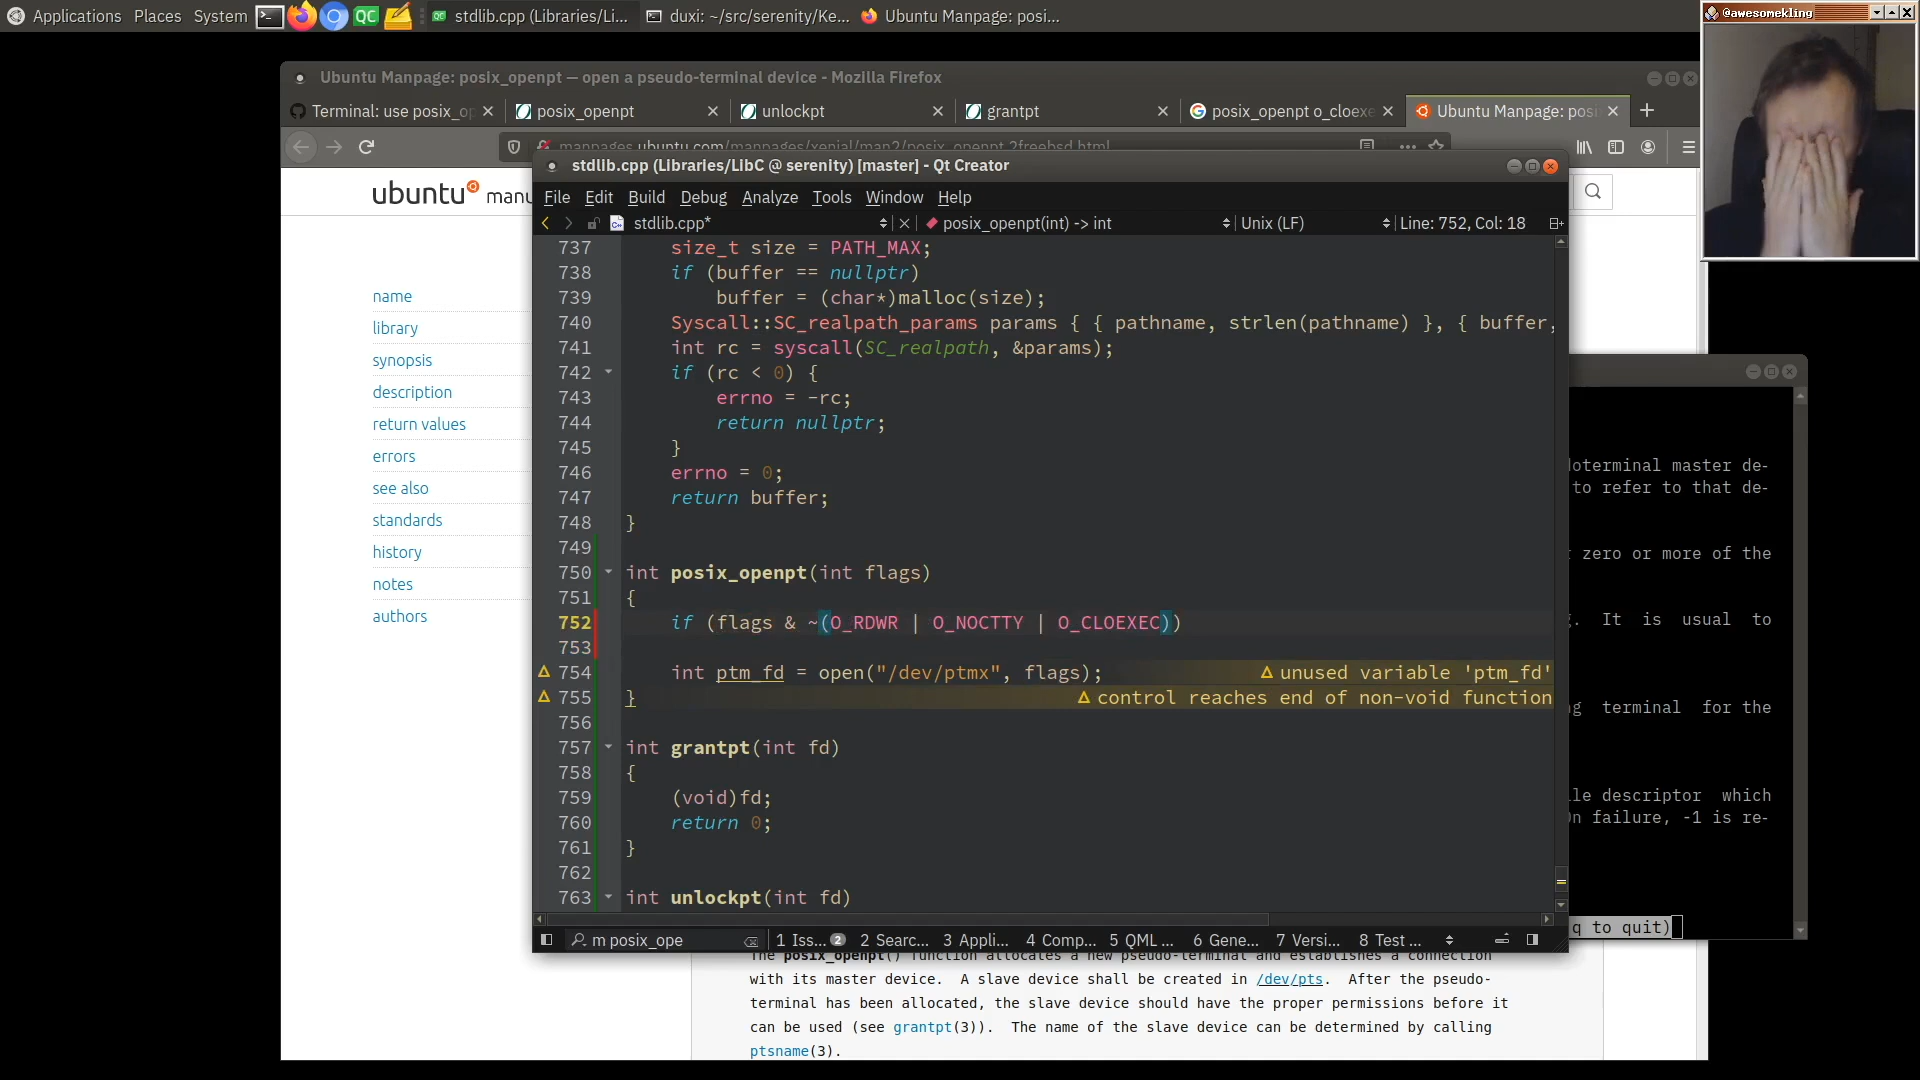 Applications Places System
stdlib.cpp (Libraries/Li...
duxi: ~/src/serenity/Ke...
Ubuntu Manpage: posi...
@awesomekling
Ubuntu Manpage: posix_openpt — open a pseudo-terminal device - Mozilla Firefox
Terminal: use posix_op
posix_openpt
unlockpt
grantpt
posix_openpt o_cloexe
Ubuntu Manpage: posi
manpages.ubuntu.com/manpages/xenial/man2/posix_openpt.2freebsd.html
stdlib.cpp (Libraries/LibC @ serenity) [master] - Qt Creator
ubuntu manu
File Edit Build Debug Analyze Tools Window Help
stdlib.cpp* posix_openpt(int) -> int Unix (LF) Line: 752, Col: 18
name
library
synopsis
description
return values
errors
see also
standards
history
notes
authors
737 size_t size = PATH_MAX;
738 if (buffer == nullptr)
739 buffer = (char*)malloc(size);
740 Syscall::SC_realpath_params params { { pathname, strlen(pathname) }, { buffer,
741 int rc = syscall(SC_realpath, &params);
742 if (rc < 0) {
743 errno = -rc;
744 return nullptr;
745 }
746 errno = 0;
747 return buffer;
748 }
749
750 int posix_openpt(int flags)
751 {
752 if (flags & ~(O_RDWR | O_NOCTTY | O_CLOEXEC))
753
754 int ptm_fd = open("/dev/ptmx", flags); unused variable 'ptm_fd'
755 } control reaches end of non-void function
756
757 int grantpt(int fd)
758 {
759 (void)fd;
760 return 0;
761 }
762
763 int unlockpt(int fd)
doterminal master de-
to refer to that de-
zero or more of the
g. It is usual to
ng terminal for the
le descriptor which
On failure, -1 is re-
q to quit)
m posix_ope 1 Iss... 2 2 Searc... 3 Appli... 4 Comp... 5 QML ... 6 Gene... 7 Versi... 8 Test ...
The posix_openpt() function allocates a new pseudo-terminal and establishes a connection
with its master device. A slave device shall be created in /dev/pts. After the pseudo-
terminal has been allocated, the slave device should have the proper permissions before it
can be used (see grantpt(3)). The name of the slave device can be determined by calling
ptsname(3).